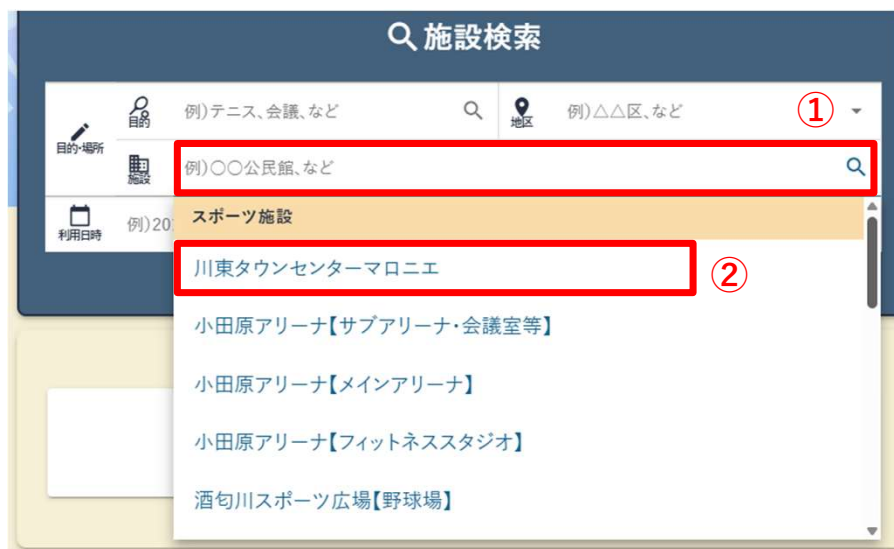 施設検索
目的・場所
目的
例)テニス、会議、など
地区
例)△△区、など
①
施設
例)〇〇公民館、など
利用日時
例)20
スポーツ施設
川東タウンセンターマロニエ
②
小田原アリーナ【サブアリーナ・会議室等】
小田原アリーナ【メインアリーナ】
小田原アリーナ【フィットネススタジオ】
酒匂川スポーツ広場【野球場】